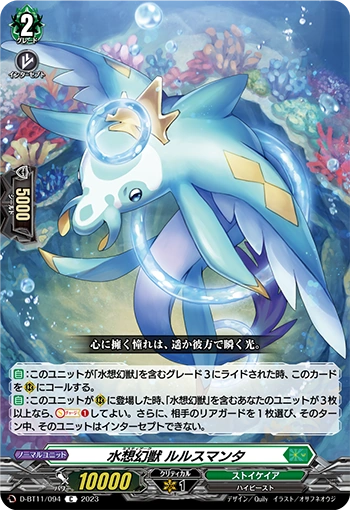 2
グレード
インターセプト
5000
シールド
心に擁く憧れは、遥か彼方で瞬く光。
自:このユニットが「水想幻獣」を含むグレード3にライドされた時、このカード
を Ⓡ にコールする。
自:このユニットが Ⓡ に登場した時、「水想幻獣」を含むあなたのユニットが3枚
以上なら、 1 してよい。さらに、相手のリアガードを1枚選び、そのター
ン中、そのユニットはインターセプトできない。
ノーマルユニット
水想幻獣 ルルスマンタ
パワー
10000
クリティカル
1
ストイケイア
ハイビースト
D-BT11/094 C 2023
デザイン/Quily イラスト/オサフネオウジ